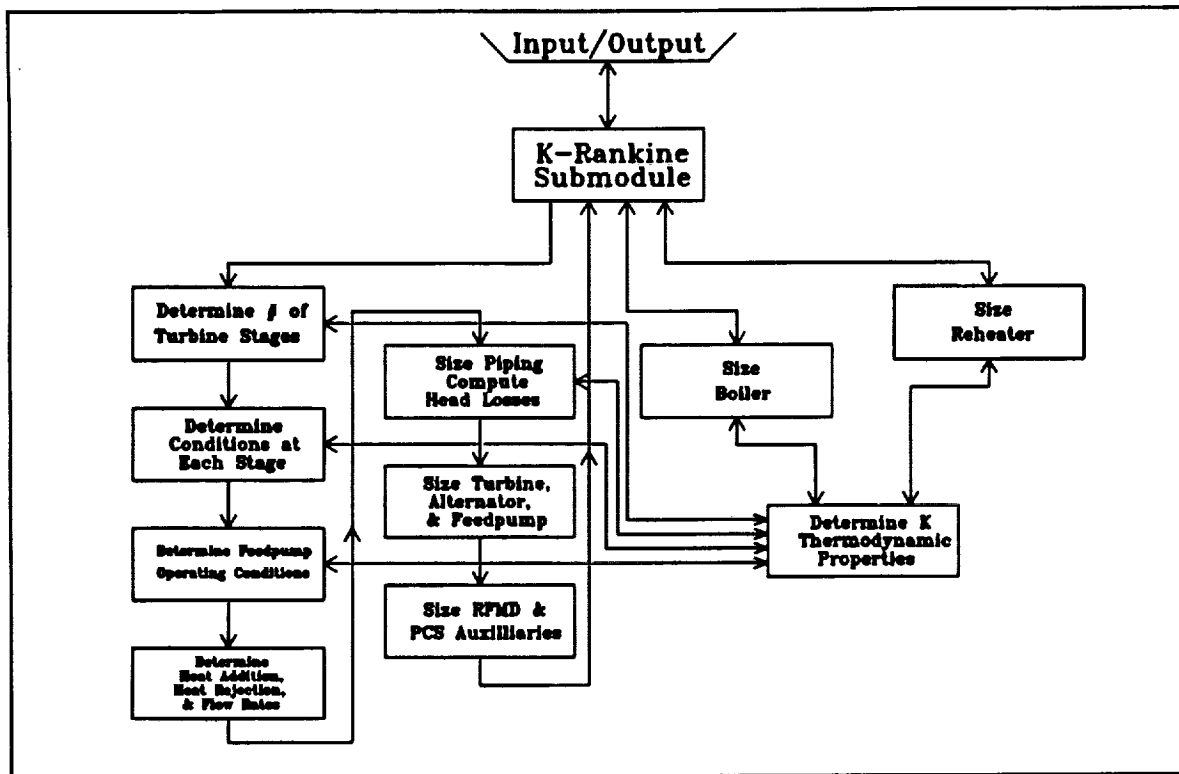 Input/Output
K-Rankine
Submodule
Determine # of
Turbine Stages
Size
Reheater
Size Piping
Compute
Head Losses
Size
Boiler
Determine
Conditions at
Each Stage
Size Turbine,
Alternator,
& Feedpump
Determine K
Thermodynamic
Properties
Determine Feedpump
Operating Conditions
Size RFMD &
PCS Auxilliaries
Determine
Heat Addition,
Heat Rejection,
& Flow Rates